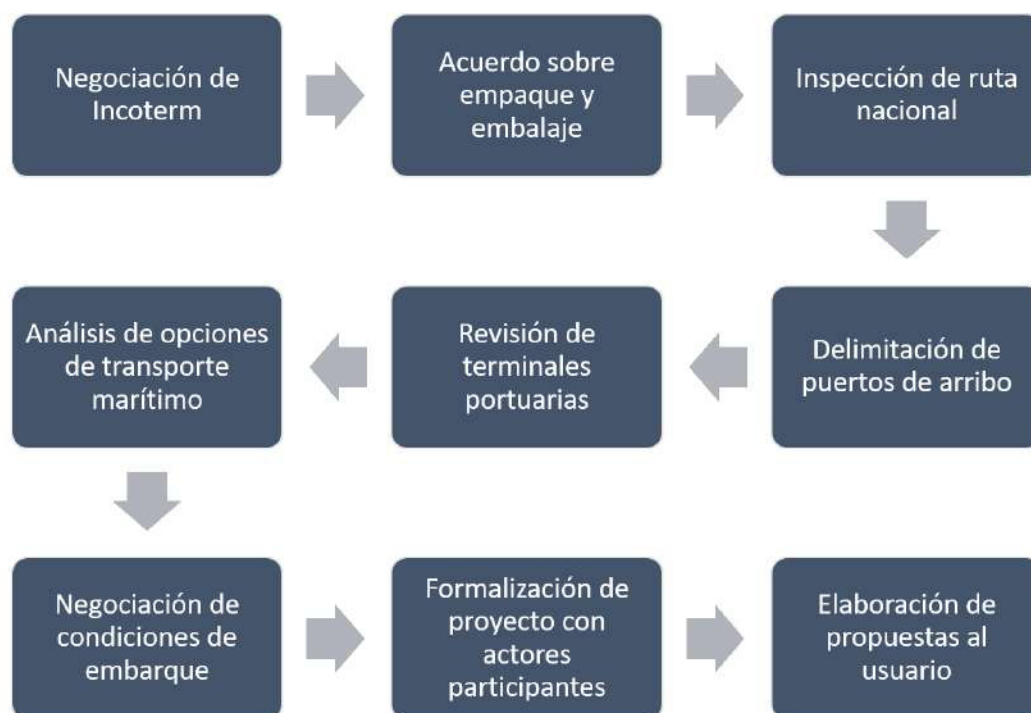 Negociación de
Incoterm
Acuerdo sobre
empaque y
embalaje
Inspección de ruta
nacional
Delimitación de
puertos de arribo
Revisión de
terminales
portuarias
Análisis de opciones
de transporte
marítimo
Negociación de
condiciones de
embarque
Formalización de
proyecto con
actores
participantes
Elaboración de
propuestas al
usuario